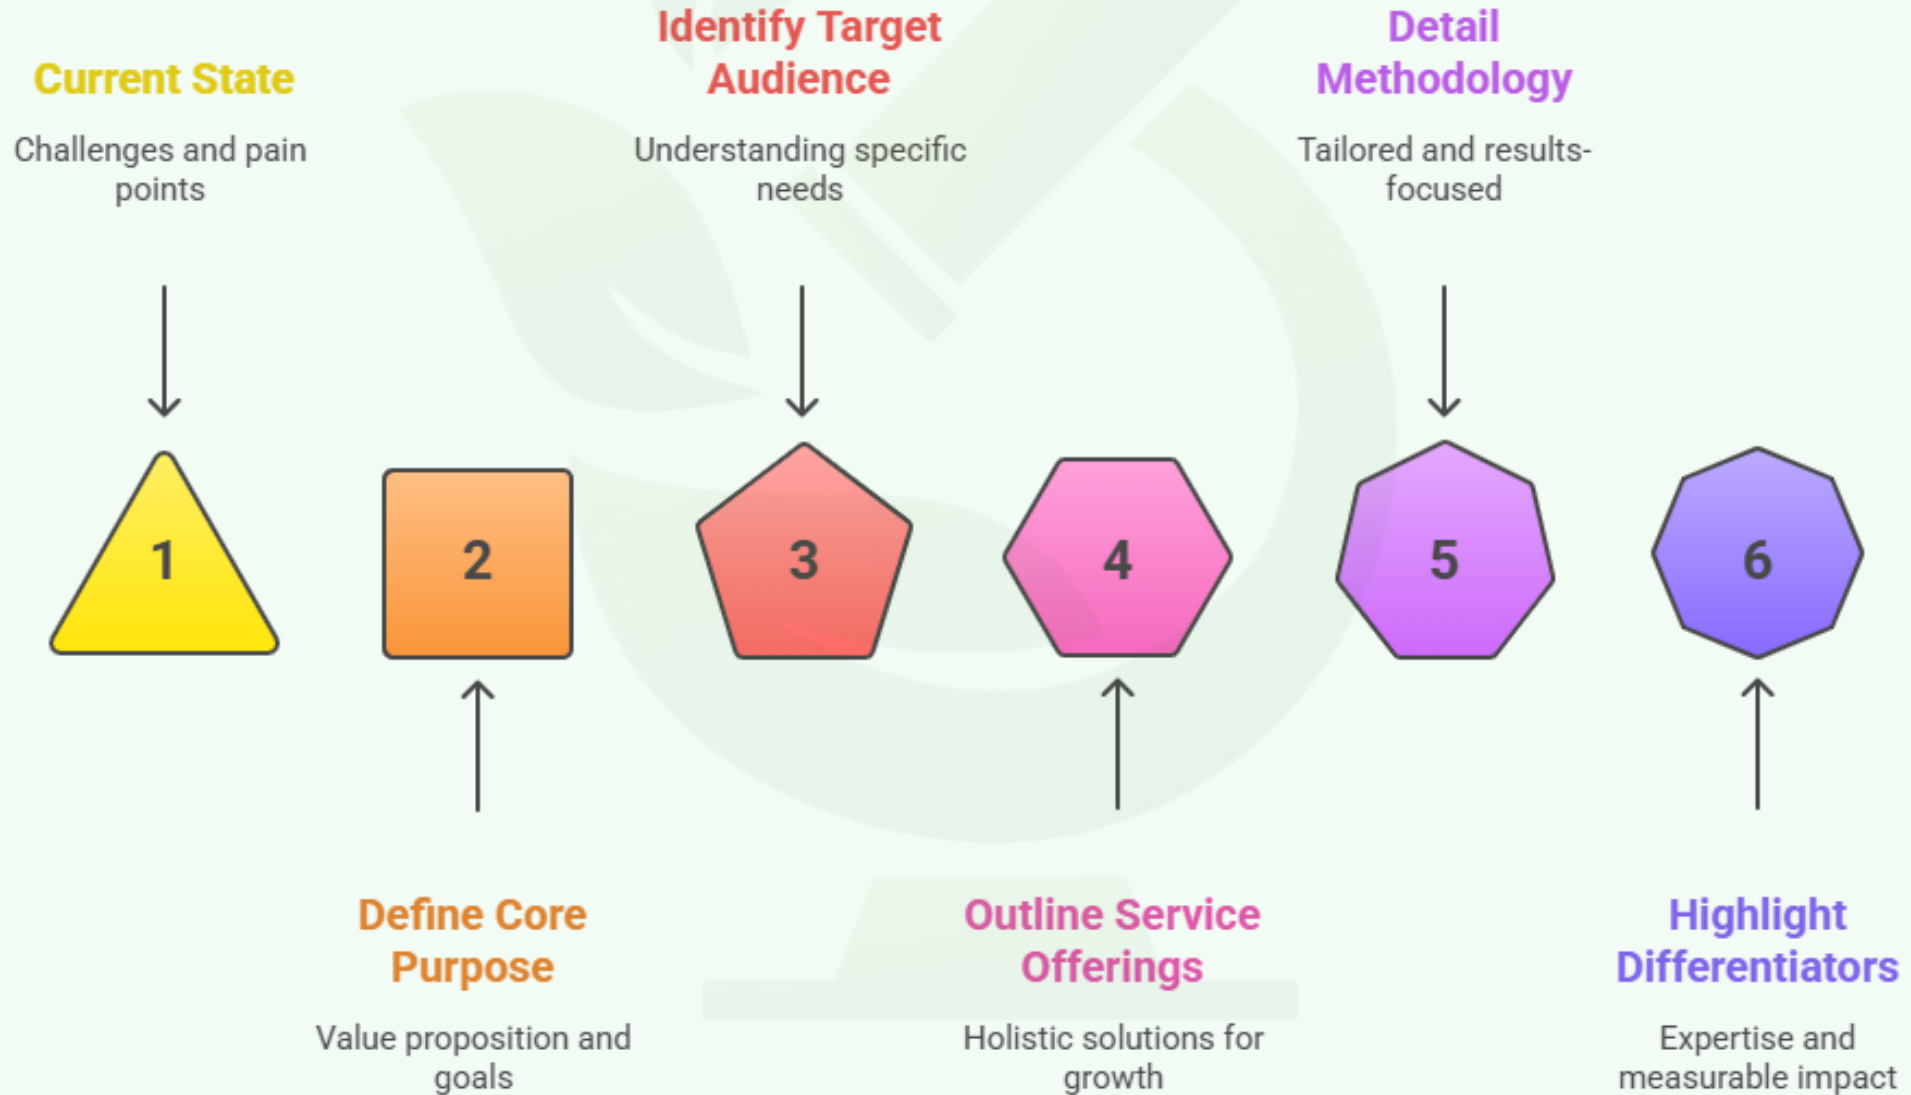 Current State
Challenges and pain
points
Identify Target
Audience
Understanding specific
needs
Detail
Methodology
Tailored and results-
focused
1
2
3
4
5
6
Define Core
Purpose
Value proposition and
goals
Outline Service
Offerings
Holistic solutions for
growth
Highlight
Differentiators
Expertise and
measurable impact